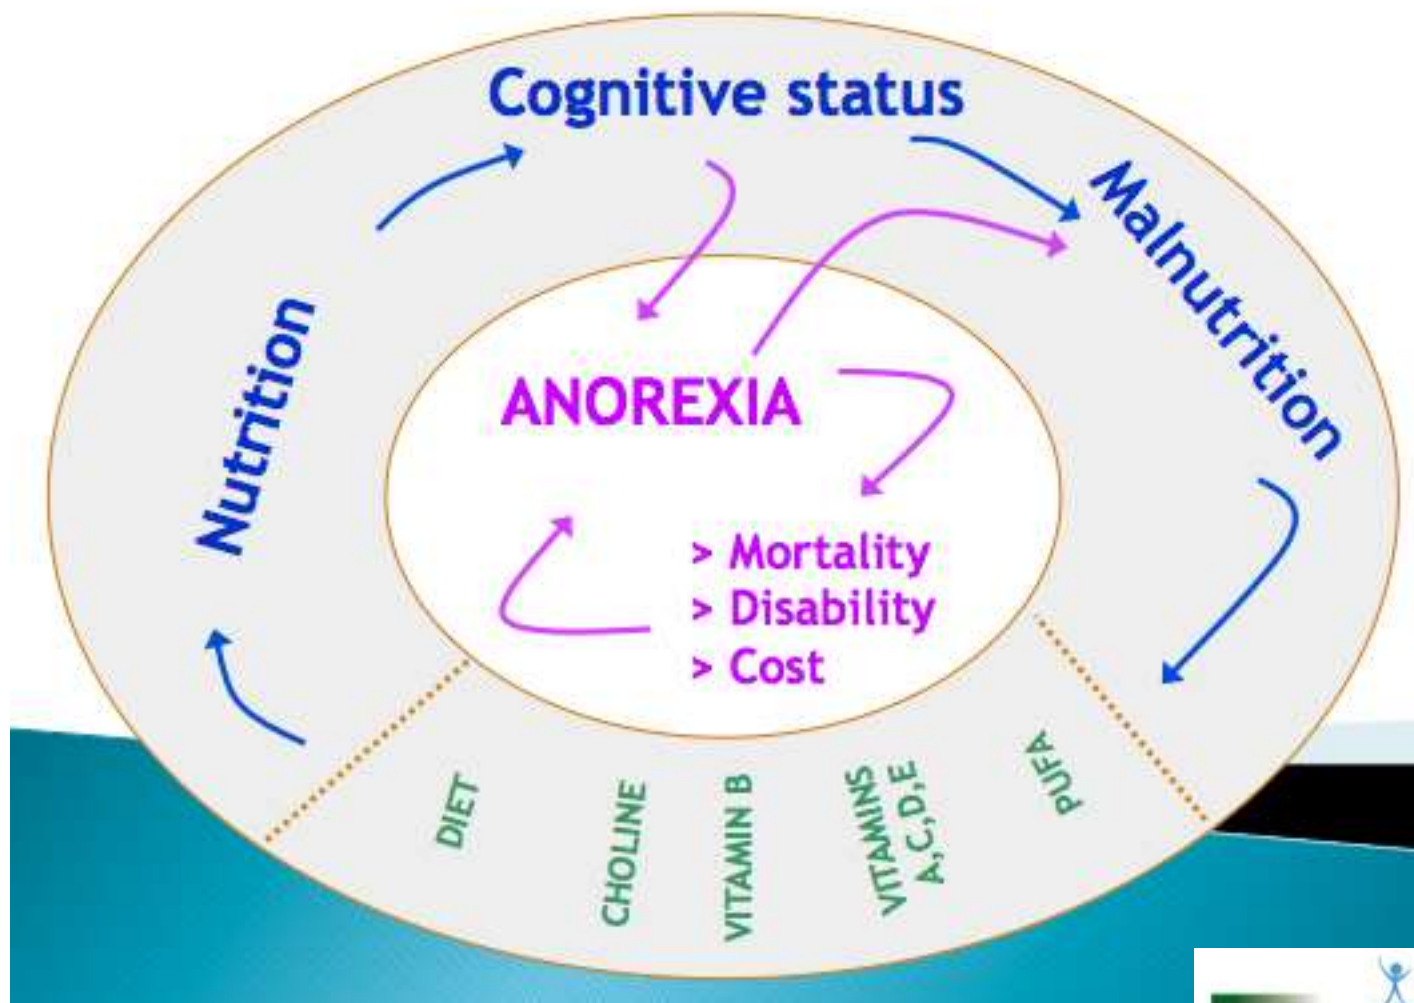 Cognitive status
Malnutrition
Nutrition
ANOREXIA
> Mortality
> Disability
> Cost
DIET
CHOLINE
VITAMIN B
VITAMINS
A,C,D,E
PUFA